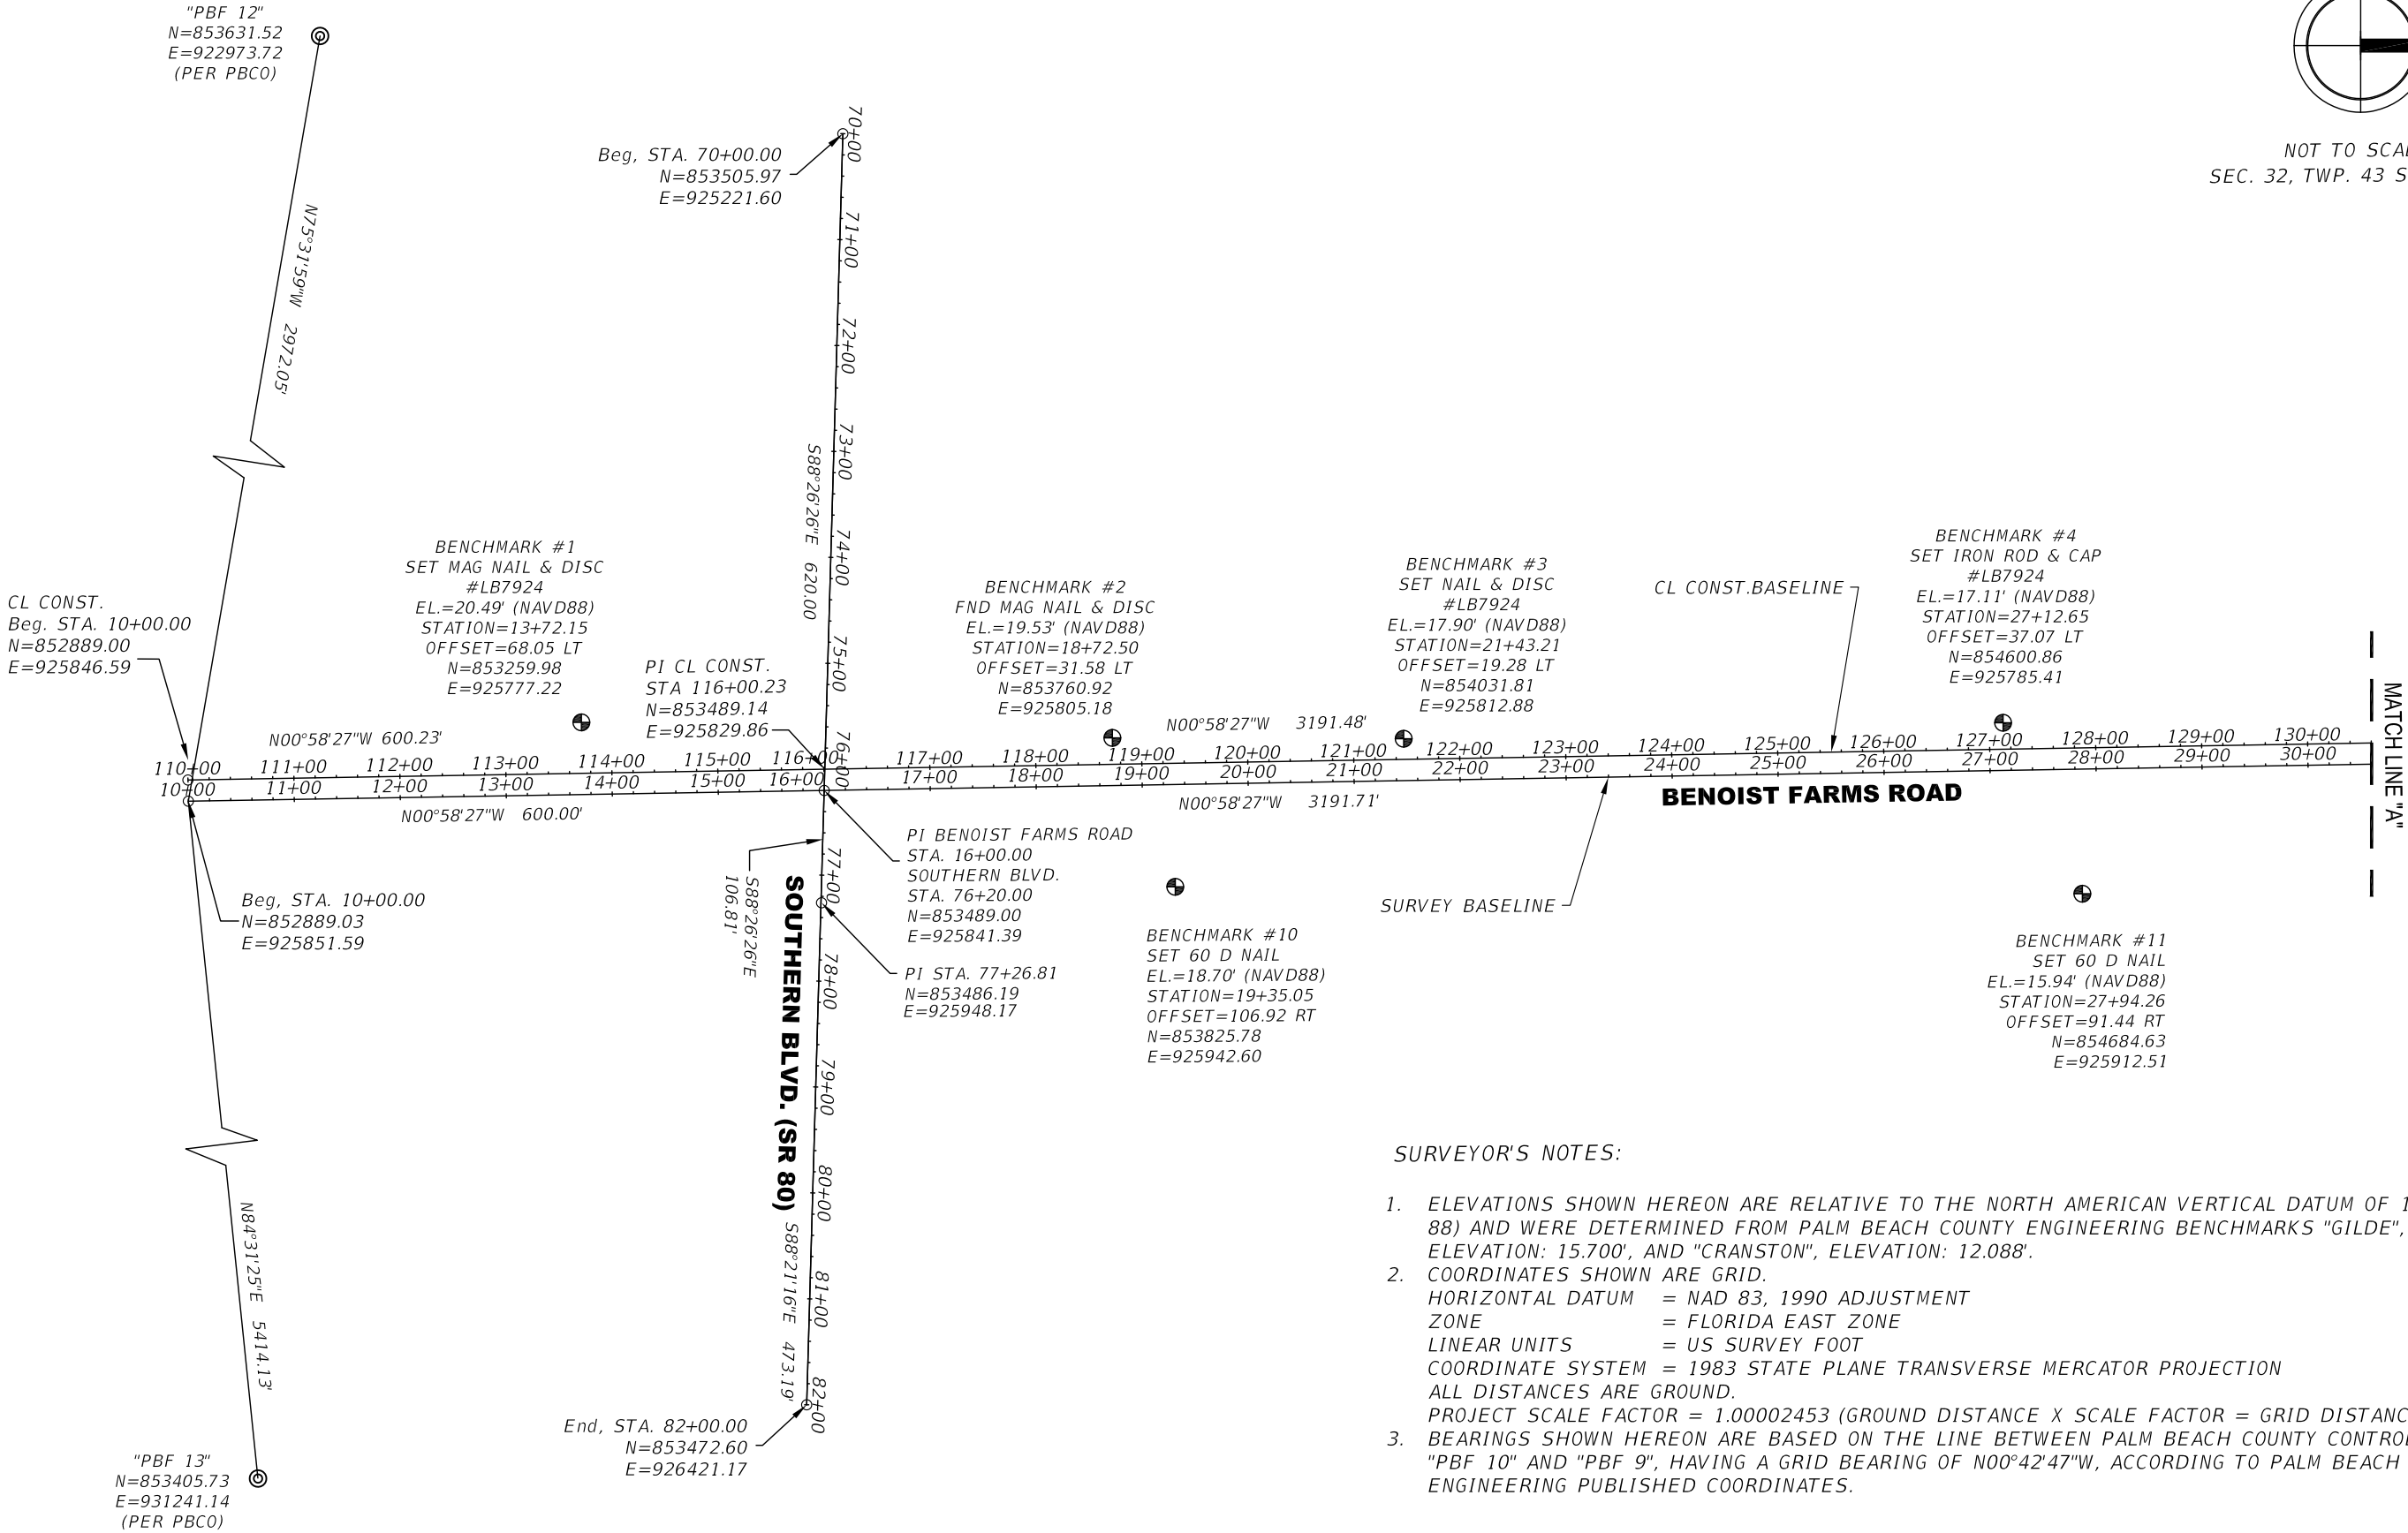 "PBF 12"
N=853631.52
E=922973.72
(PER PBCO)
N75°31'59"W 2972.05'
Beg, STA. 70+00.00
N=853505.97
E=925221.60
NOT TO
SEC. 32, TWP. 43
70+00
71+00
72+00
73+00
74+00
75+00
76+00
77+00
78+00
79+00
80+00
81+00
82+00
S88°26'26"E 620.00
CL CONST.
Beg. STA. 10+00.00
N=852889.00
E=925846.59
BENCHMARK #1
SET MAG NAIL & DISC
#LB7924
EL.=20.49' (NAVD88)
STATION=13+72.15
OFFSET=68.05 LT
N=853259.98
E=925777.22
PI CL CONST.
STA 116+00.23
N=853489.14
E=925829.86
BENCHMARK #2
FND MAG NAIL & DISC
EL.=19.53' (NAVD88)
STATION=18+72.50
OFFSET=31.58 LT
N=853760.92
E=925805.18
BENCHMARK #3
SET NAIL & DISC
#LB7924
EL.=17.90' (NAVD88)
STATION=21+43.21
OFFSET=19.28 LT
N=854031.81
E=925812.88
CL CONST.BASELINE
BENCHMARK #4
SET IRON ROD & CAP
#LB7924
EL.=17.11' (NAVD88)
STATION=27+12.65
OFFSET=37.07 LT
N=854600.86
E=925785.41
MATCH LINE "A"
N00°58'27"W 600.23'
N00°58'27"W 3191.48'
110+00 111+00 112+00 113+00 114+00 115+00 116+00 117+00 118+00 119+00 120+00 121+00 122+00 123+00 124+00 125+00 126+00 127+00 128+00 129+00 130+00
10+00 11+00 12+00 13+00 14+00 15+00 16+00 17+00 18+00 19+00 20+00 21+00 22+00 23+00 24+00 25+00 26+00 27+00 28+00 29+00 30+00
N00°58'27"W 600.00'
N00°58'27"W 3191.71'
BENOIST FARMS ROAD
Beg, STA. 10+00.00
N=852889.03
E=925851.59
S88°26'26"E
106.81'
SOUTHERN BLVD. (SR 80)
PI BENOIST FARMS ROAD
STA. 16+00.00
SOUTHERN BLVD.
STA. 76+20.00
N=853489.00
E=925841.39
PI STA. 77+26.81
N=853486.19
E=925948.17
SURVEY BASELINE
BENCHMARK #10
SET 60 D NAIL
EL.=18.70' (NAVD88)
STATION=19+35.05
OFFSET=106.92 RT
N=853825.78
E=925942.60
BENCHMARK #11
SET 60 D NAIL
EL.=15.94' (NAVD88)
STATION=27+94.26
OFFSET=91.44 RT
N=854684.63
E=925912.51
S88°21'16"E 473.19'
N84°31'25"E 5414.13'
End, STA. 82+00.00
N=853472.60
E=926421.17
"PBF 13"
N=853405.73
E=931241.14
(PER PBCO)
SURVEYOR'S NOTES:
1. ELEVATIONS SHOWN HEREON ARE RELATIVE TO THE NORTH AMERICAN VERTICAL DATUM OF
88) AND WERE DETERMINED FROM PALM BEACH COUNTY ENGINEERING BENCHMARKS "GILDE",
ELEVATION: 15.700', AND "CRANSTON", ELEVATION: 12.088'.
2. COORDINATES SHOWN ARE GRID.
HORIZONTAL DATUM = NAD 83, 1990 ADJUSTMENT
ZONE = FLORIDA EAST ZONE
LINEAR UNITS = US SURVEY FOOT
COORDINATE SYSTEM = 1983 STATE PLANE TRANSVERSE MERCATOR PROJECTION
ALL DISTANCES ARE GROUND.
PROJECT SCALE FACTOR = 1.00002453 (GROUND DISTANCE X SCALE FACTOR = GRID
3. BEARINGS SHOWN HEREON ARE BASED ON THE LINE BETWEEN PALM BEACH COUNTY
"PBF 10" AND "PBF 9", HAVING A GRID BEARING OF N00°42'47"W, ACCORDING TO PALM BEACH
ENGINEERING PUBLISHED COORDINATES.